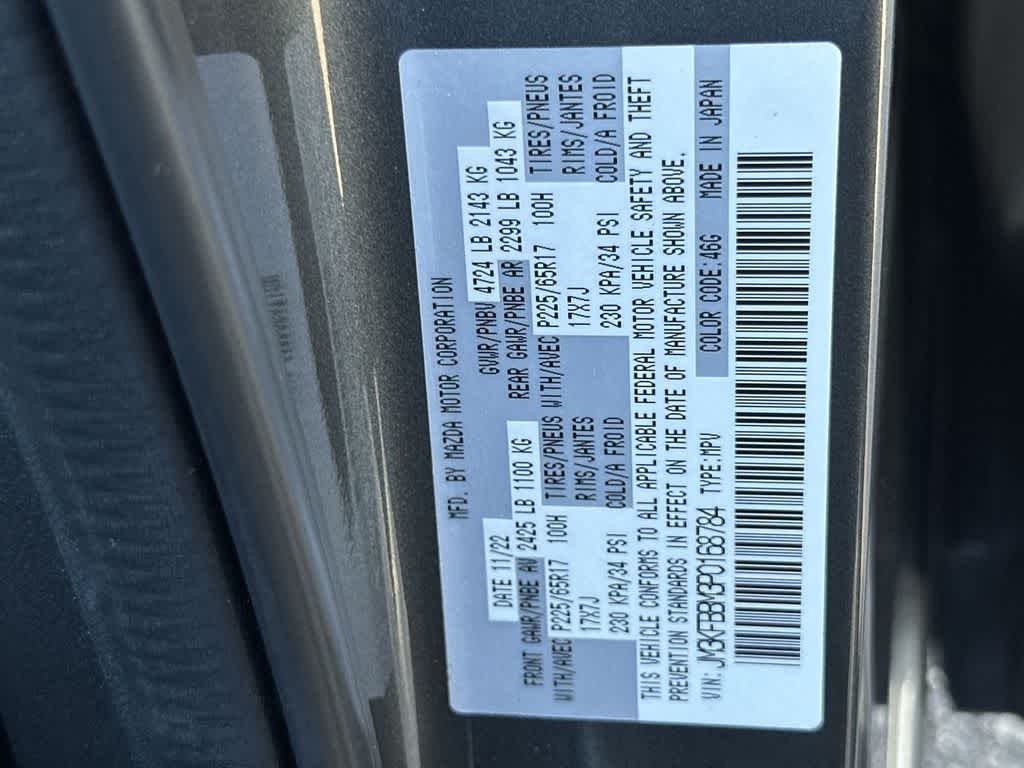 MFD. BY MAZDA MOTOR CORPORATION
DATE 11/22 GVWR/PNBV 4724 LB 2143 KG
FRONT GAWR/PNBE AV 2425 LB 1100 KG REAR GAWR/PNBE AR 2299 LB 1043 KG
WITH/AVEC P225/65R17 100H TIRES/PNEUS WITH/AVEC P225/65R17 100H TIRES/PNEUS
17X7J RIMS/JANTES 17X7J RIMS/JANTES
230 KPA/34 PSI COLD/A FROID 230 KPA/34 PSI COLD/A FROID
THIS VEHICLE CONFORMS TO ALL APPLICABLE FEDERAL MOTOR VEHICLE SAFETY AND THEFT
PREVENTION STANDARDS IN EFFECT ON THE DATE OF MANUFACTURE SHOWN ABOVE.
VIN: JM3KFBBM3P0168784 TYPE:MPV COLOR CODE:46G MADE IN JAPAN